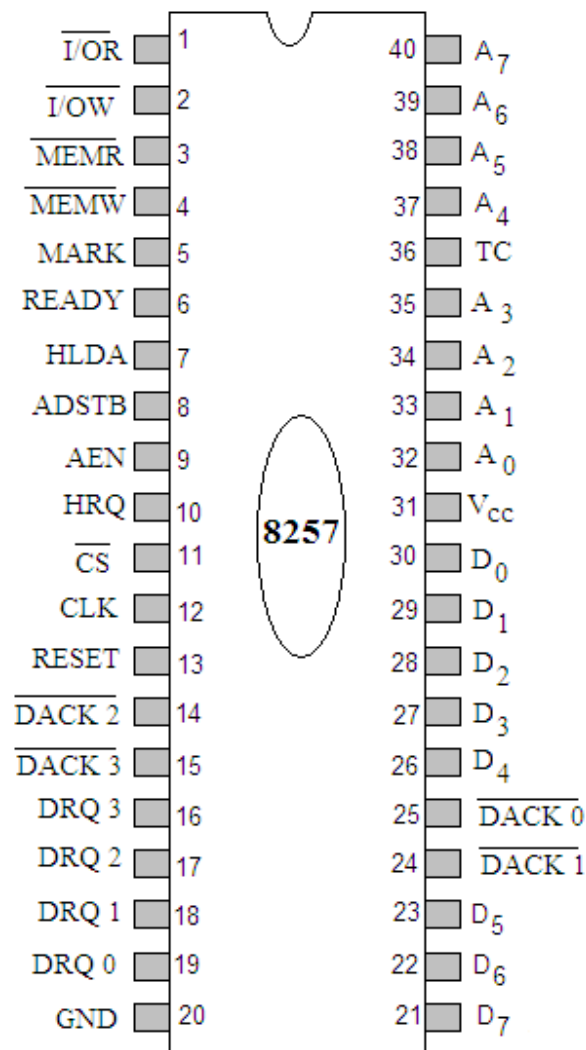 I/OR 1 40 A7
I/OW 2 39 A6
MEMR 3 38 A5
MEMW 4 37 A4
MARK 5 36 TC
READY 6 35 A3
HLDA 7 34 A2
ADSTB 8 33 A1
AEN 9 32 A0
HRQ 10 31 Vcc
8257
CS 11 30 D0
CLK 12 29 D1
RESET 13 28 D2
DACK 2 14 27 D3
DACK 3 15 26 D4
DRQ 3 16 25 DACK 0
DRQ 2 17 24 DACK 1
DRQ 1 18 23 D5
DRQ 0 19 22 D6
GND 20 21 D7